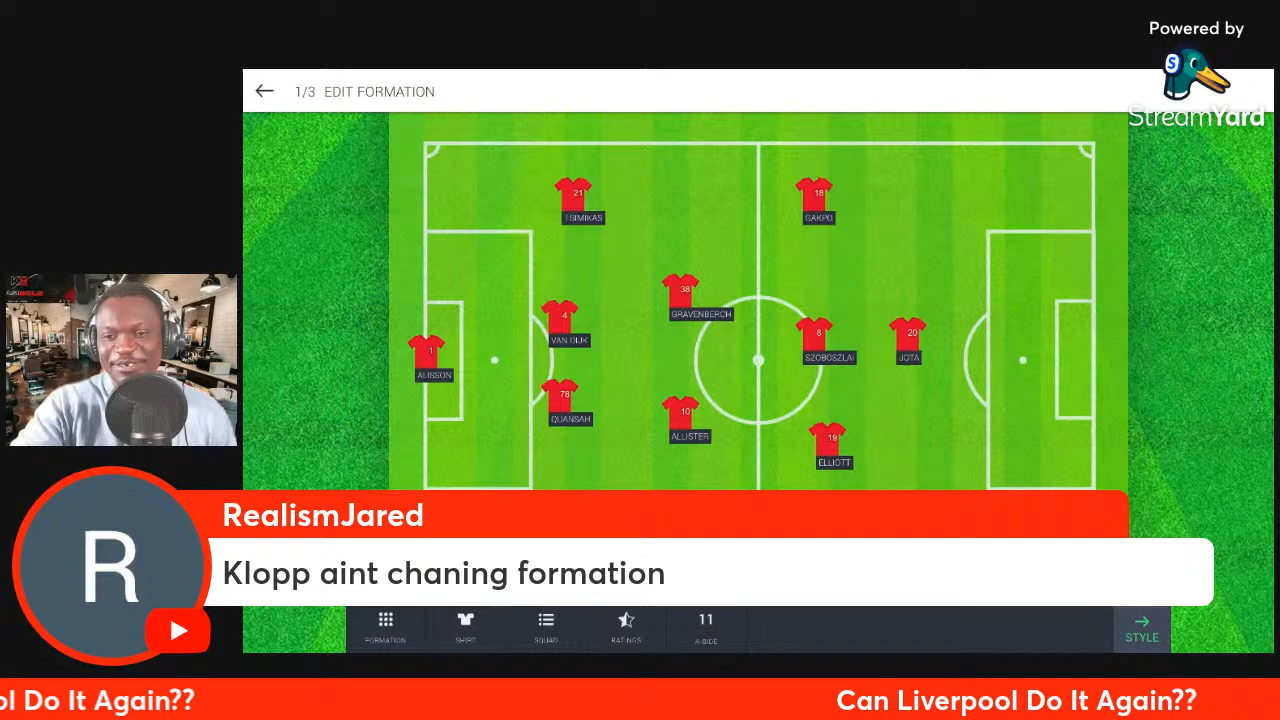 Powered by
StreamYard
1/3 EDIT FORMATION
21
TSIMIKAS
18
GAKPO
38
GRAVENBERCH
4
VAN DIJK
8
SZOBOSZLAI
20
JOTA
1
ALISSON
78
QUANSAH
10
ALLISTER
19
ELLIOTT
RealismJared
R
Klopp aint chaning formation
FORMATION
SHIRT
SQUAD
RATINGS
11
A-SIDE
STYLE
ol Do It Again??
Can Liverpool Do It Again??